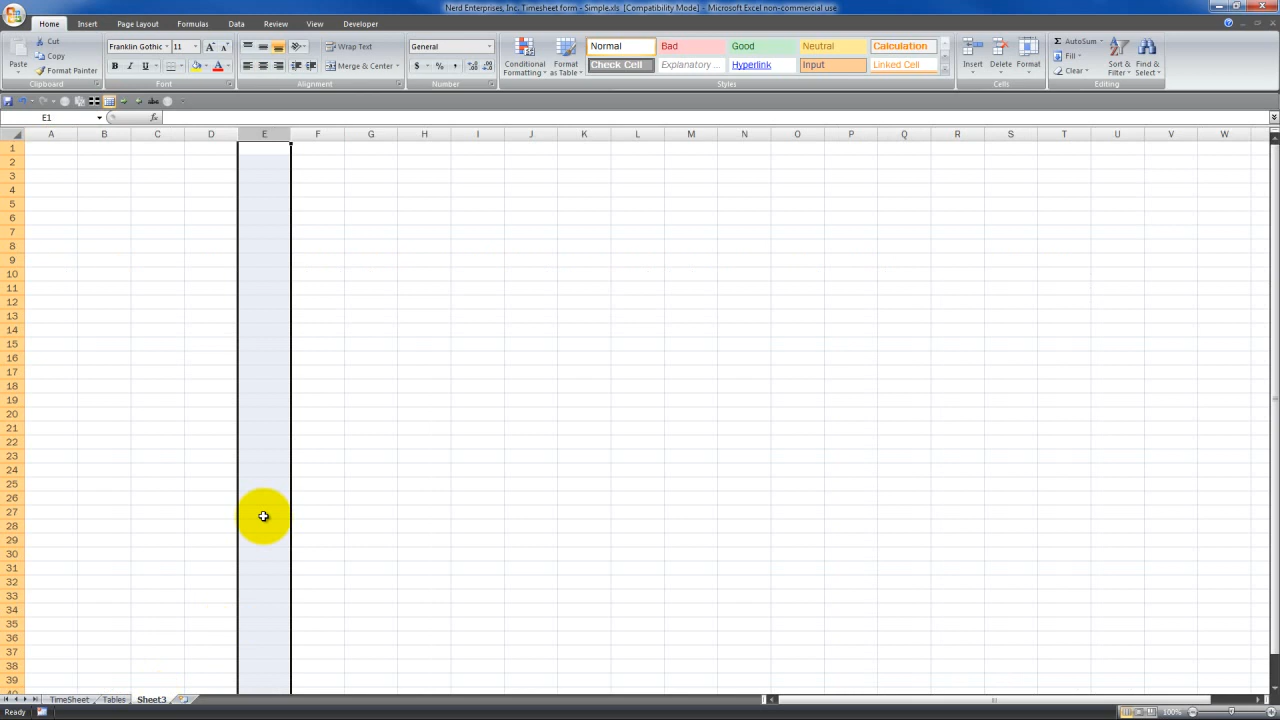 Nerd Enterprises, Inc. Timesheet form - Simple.xls [Compatibility Mode] - Microsoft Excel non-commercial use
Home Insert Page Layout Formulas Data Review View Developer
Paste
Cut
Copy
Format Painter
Clipboard
Franklin Gothic 11
B I U
Font
Wrap Text
Merge & Center
Alignment
General
$ % ,
Number
Conditional Formatting
Format as Table
Normal Bad Good Neutral Calculation
Check Cell Explanatory ... Hyperlink Input Linked Cell
Styles
Insert Delete Format
Cells
AutoSum
Fill
Clear
Sort & Filter
Find & Select
Editing
E1 fx
A B C D E F G H I J K L M N O P Q R S T U V W
1
2
3
4
5
6
7
8
9
10
11
12
13
14
15
16
17
18
19
20
21
22
23
24
25
26
27
28
29
30
31
32
33
34
35
36
37
38
39
40
TimeSheet Tables Sheet3
Ready 100%